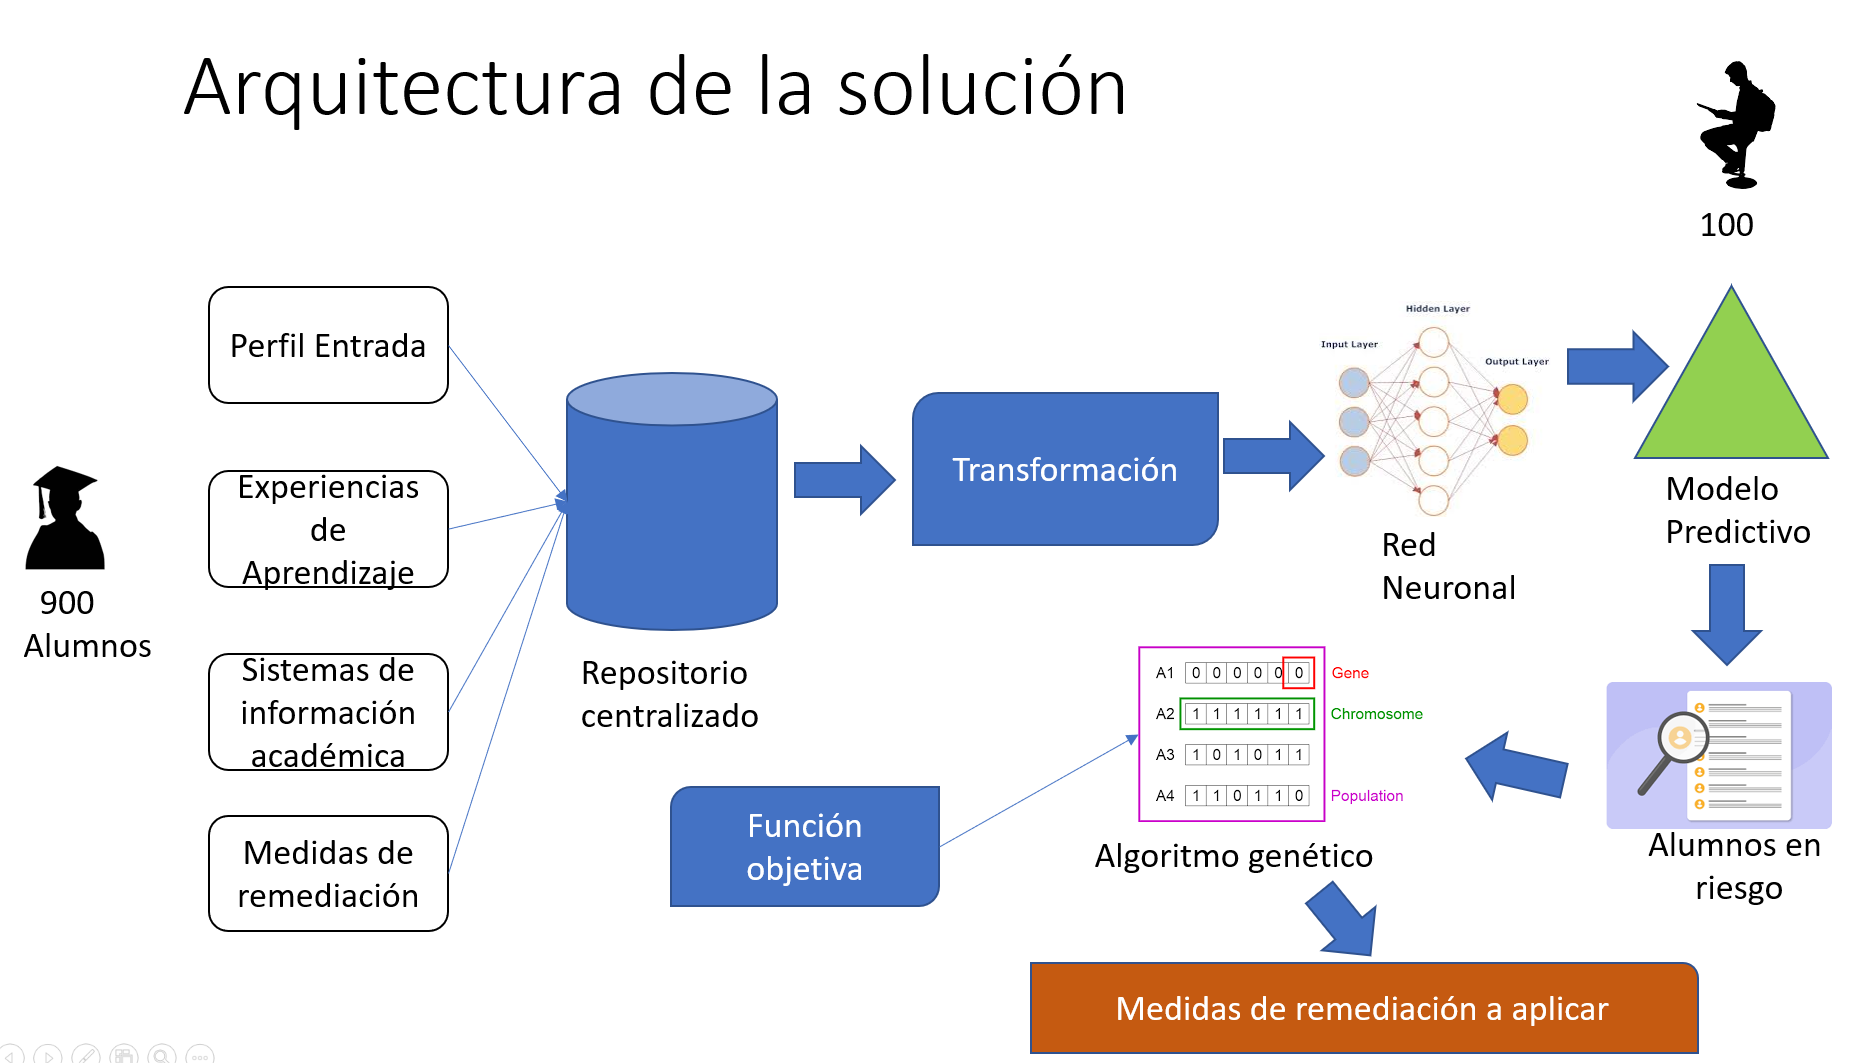 Arquitectura de la solución
100
Perfil Entrada
Experiencias
de
Aprendizaje
900
Alumnos
Sistemas de
información
académica
Medidas de
remediación
Repositorio
centralizado
Transformación
Input Layer
Hidden Layer
Output Layer
Red
Neuronal
Modelo
Predictivo
Función
objetiva
A1 0 0 0 0 0 0 Gene
A2 1 1 1 1 1 1 Chromosome
A3 1 0 1 0 1 1
A4 1 1 0 1 1 0 Population
Algoritmo genético
Alumnos en
riesgo
Medidas de remediación a aplicar